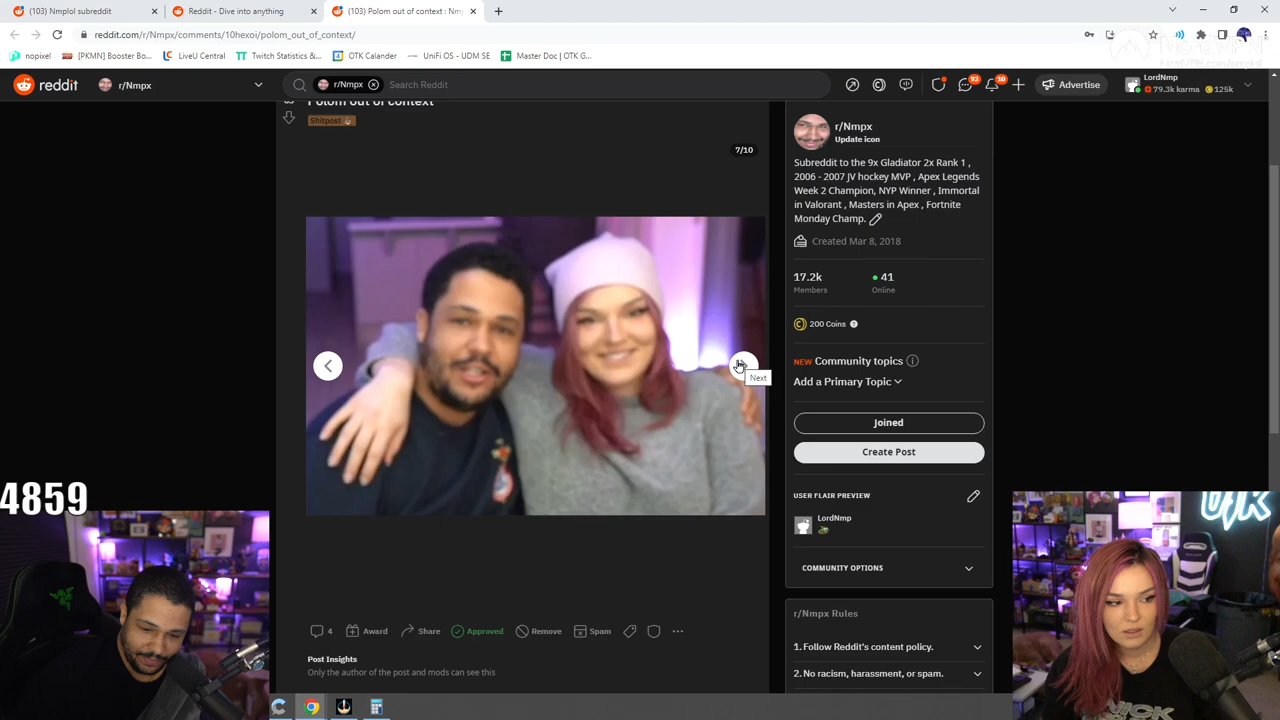 (103) Nmplol subreddit
Reddit - Dive into anything
(103) Polom out of context : Nm
reddit.com/r/Nmpx/comments/10hexoi/polom_out_of_context/
nopixel
[PKMN] Booster Bo...
LiveU Central
Twitch Statistics &...
OTK Calander
UniFi OS - UDM SE
Master Doc | OTK G...
reddit
r/Nmpx
r/Nmpx
Search Reddit
93
10
Advertise
LordNmp
79.3k karma
125k
Polom out of context
Shitpost
7/10
Next
r/Nmpx
Update icon
Subreddit to the 9x Gladiator 2x Rank 1 ,
2006 - 2007 JV hockey MVP , Apex Legends
Week 2 Champion, NYP Winner , Immortal
in Valorant , Masters in Apex , Fortnite
Monday Champ.
Created Mar 8, 2018
17.2k
41
Members
Online
200 Coins
NEW Community topics
Add a Primary Topic
Joined
Create Post
USER FLAIR PREVIEW
LordNmp
COMMUNITY OPTIONS
r/Nmpx Rules
1. Follow Reddit's content policy.
2. No racism, harassment, or spam.
4
Award
Share
Approved
Remove
Spam
Post Insights
Only the author of the post and mods can see this
4859